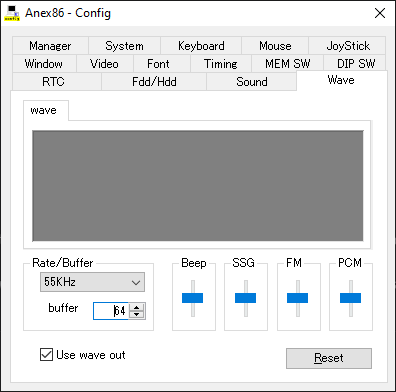 Anex86 - Config
Manager System Keyboard Mouse JoyStick
Window Video Font Timing MEM SW DIP SW
RTC Fdd/Hdd Sound Wave
wave
Rate/Buffer Beep SSG FM PCM
55KHz
buffer 64
Use wave out Reset